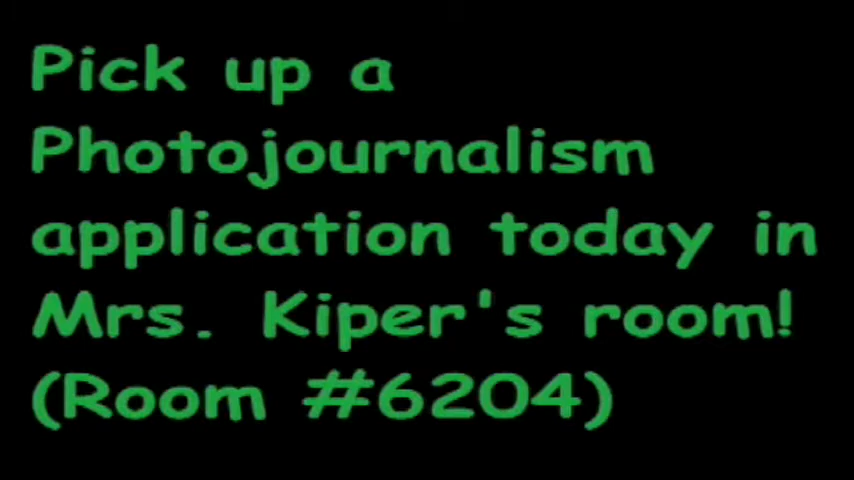 Pick up a
Photojournalism
application today in
Mrs. Kiper's room!
(Room #6204)